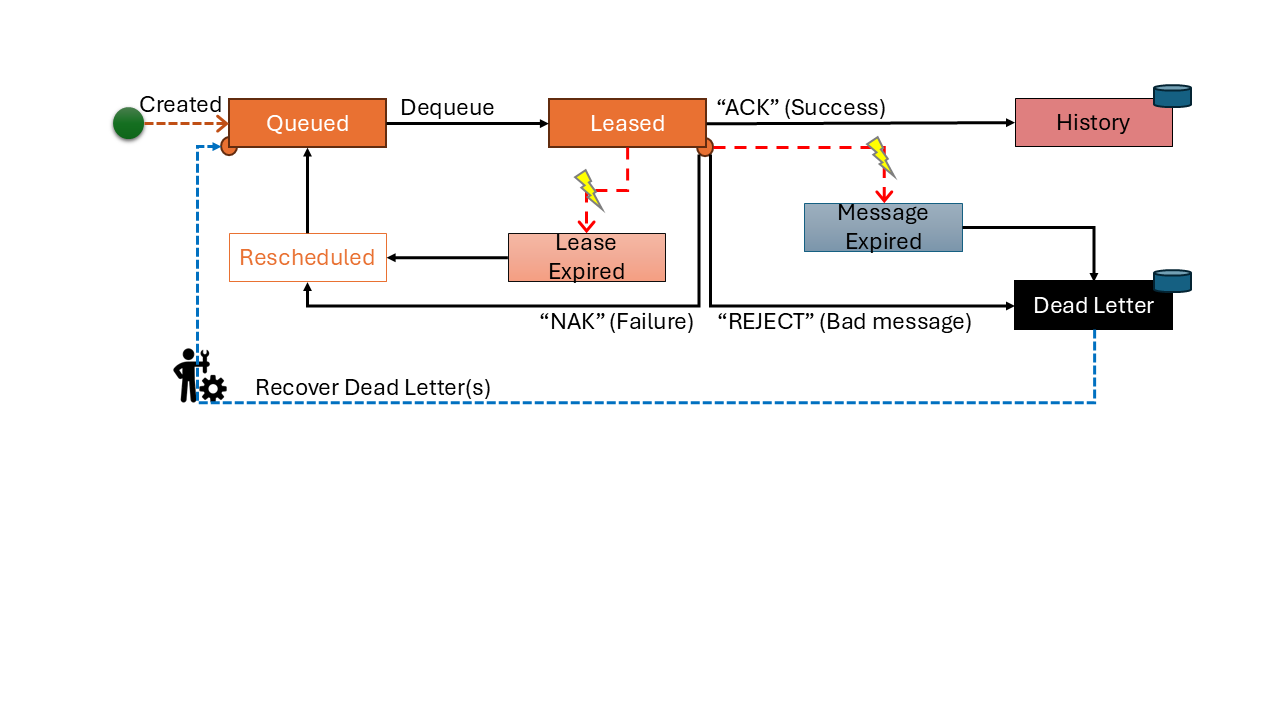 Created
Queued
Dequeue
Leased
“ACK” (Success)
History
Message
Expired
Rescheduled
Lease
Expired
Dead Letter
“NAK” (Failure)
“REJECT” (Bad message)
Recover Dead Letter(s)